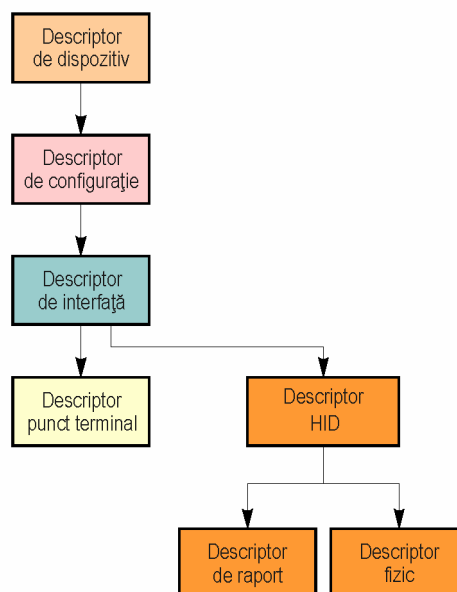 Descriptor
de dispozitiv
Descriptor
de configuraţie
Descriptor
de interfaţă
Descriptor
punct terminal
Descriptor
HID
Descriptor
de raport
Descriptor
fizic